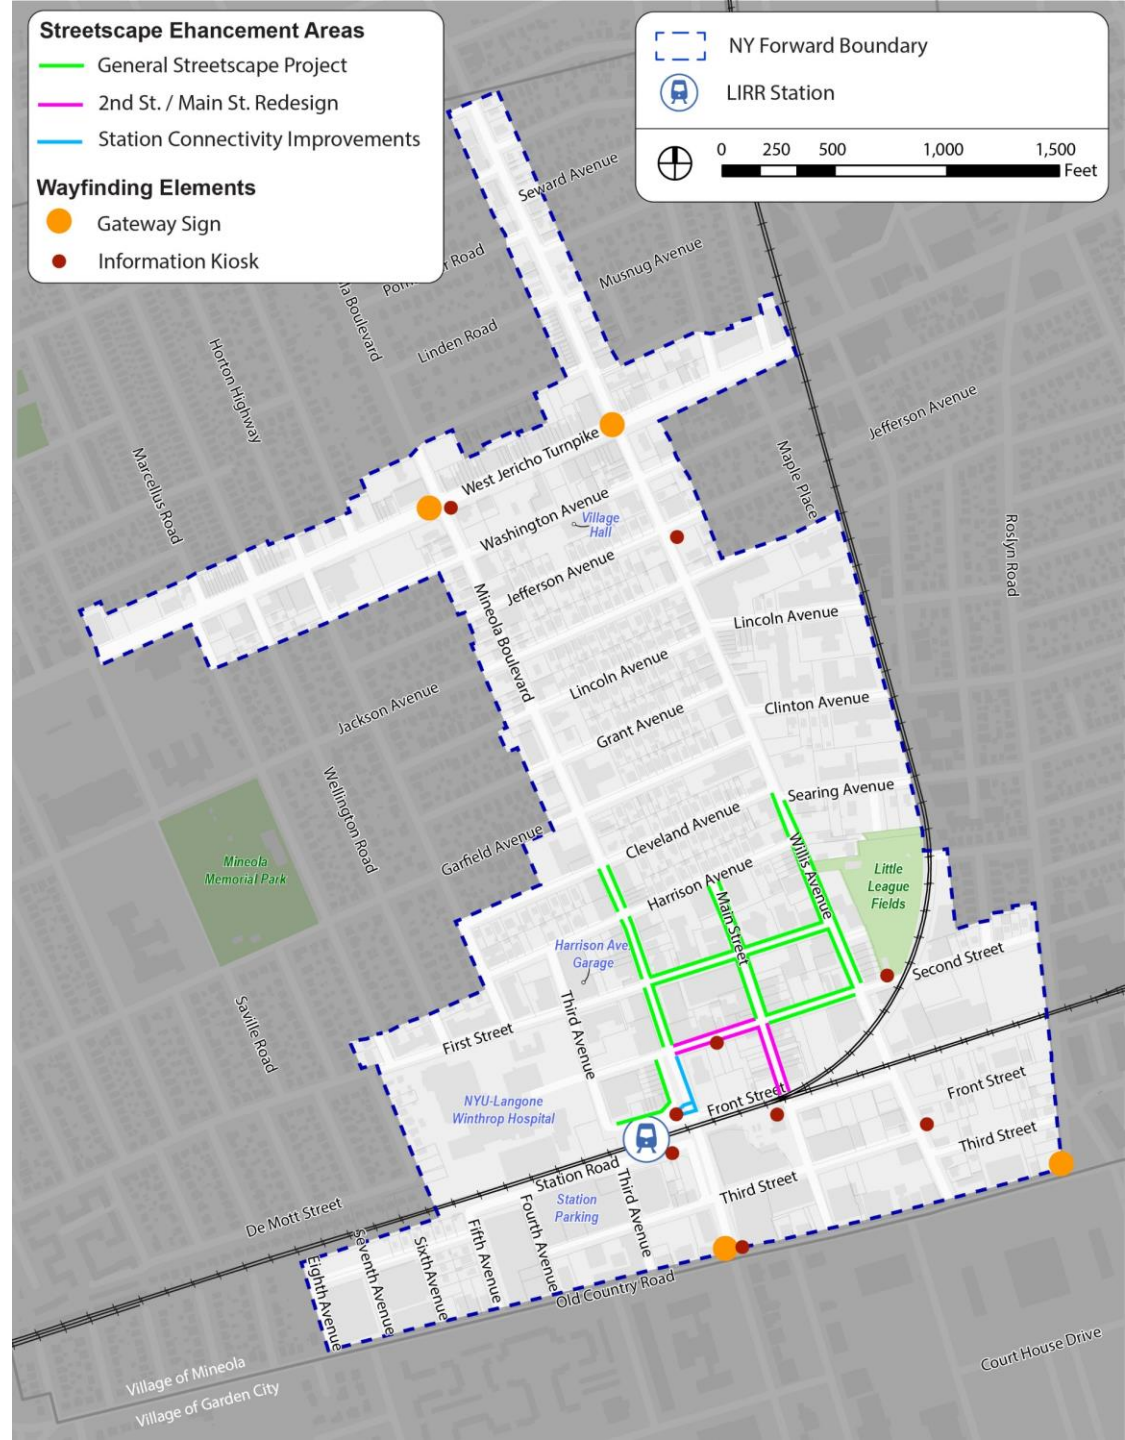 Streetscape Ehancement Areas
General Streetscape Project
2nd St. / Main St. Redesign
Station Connectivity Improvements
Wayfinding Elements
Gateway Sign
Information Kiosk
NY Forward Boundary
LIRR Station
0 250 500 1,000 1,500
Feet
Seward Avenue
Musnug Avenue
Road
Boulevard
Linden Road
Horton Highway
Marcellus Road
Jefferson Avenue
Maple Place
Roslyn Road
West Jericho Turnpike
Washington Avenue
Village
Hall
Jefferson Avenue
Mineola Boulevard
Lincoln Avenue
Lincoln Avenue
Clinton Avenue
Grant Avenue
Jackson Avenue
Wellington Road
Searing Avenue
Cleveland Avenue
Garfield Avenue
Harrison Avenue
Willis Avenue
Main Street
Mineola
Memorial Park
Little
League
Fields
Harrison Ave.
Garage
Second Street
Saville Road
First Street
Third Avenue
NYU-Langone
Winthrop Hospital
Front Street
Front Street
Third Street
Third Street
Station Road
Station
Parking
De Mott Street
Third Avenue
Fourth Avenue
Fifth Avenue
Sixth Avenue
Seventh Avenue
Eighth Avenue
Old Country Road
Court House Drive
Village of Mineola
Village of Garden City